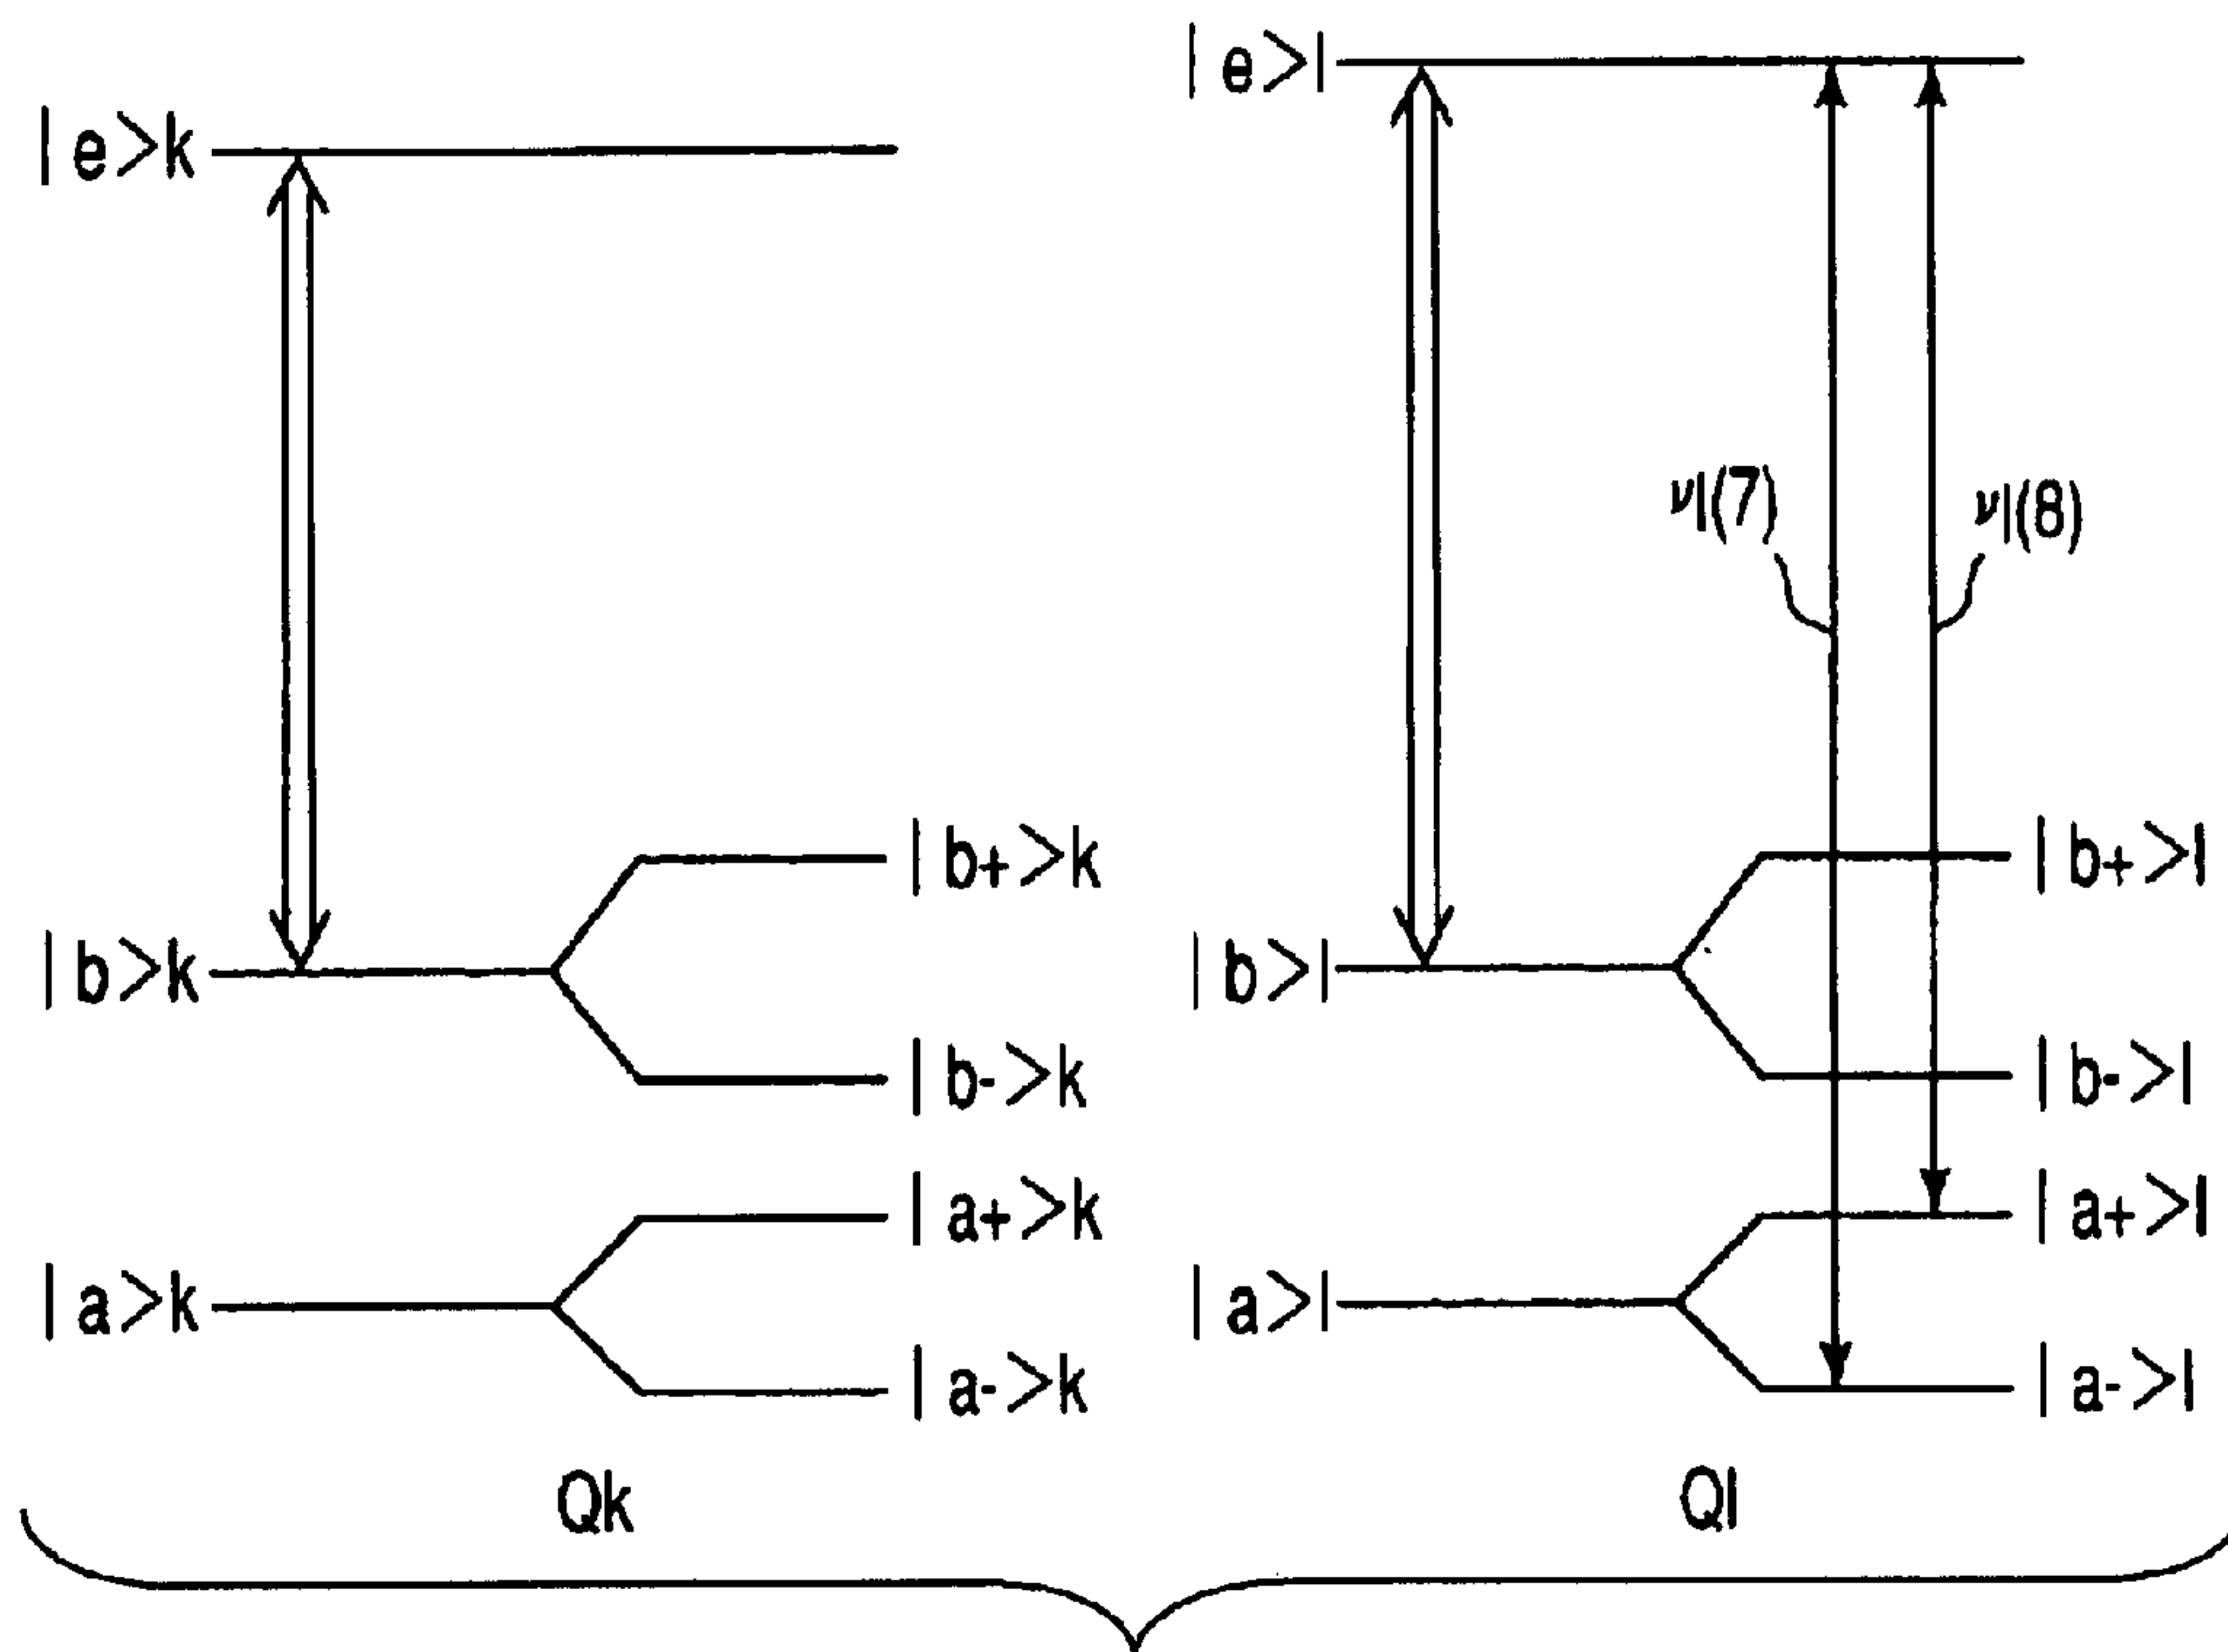 |e>k
|b>k
|a>k
|b+>k
|b->k
|a+>k
|a->k
Qk
|e>l
|b>l
|a>l
νl(7)
νl(8)
|b+>l
|b->l
|a+>l
|a->l
Ql